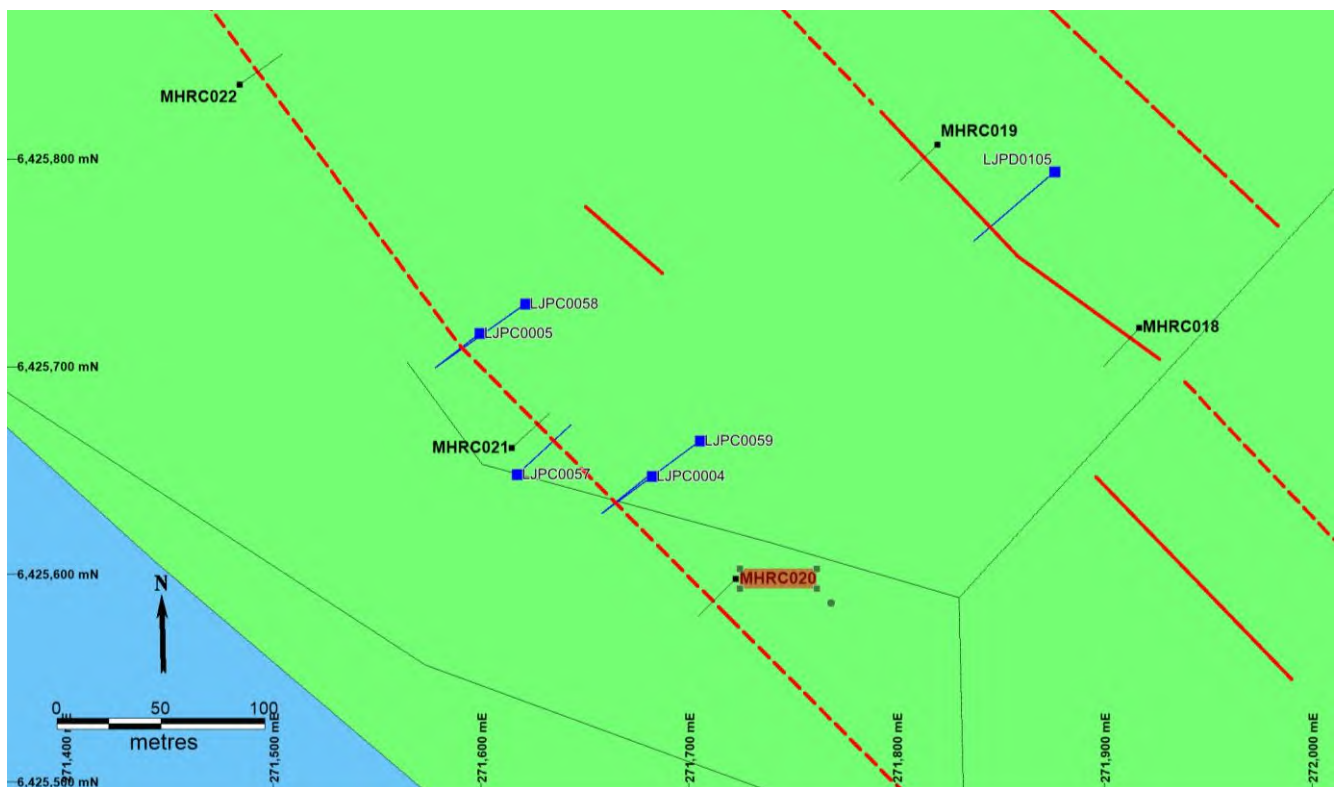 MHRC022
MHRC019
LJPD0105
6,425,800 mN
LJPC0058
LJPC0005
MHRC018
6,425,700 mN
LJPC0059
MHRC021
LJPC0057
LJPC0004
6,425,600 mN
MHRC020
N
0 50 100
metres
271,400 mE
271,500 mE
271,600 mE
271,700 mE
271,800 mE
271,900 mE
272,000 mE
6,425,500 mN